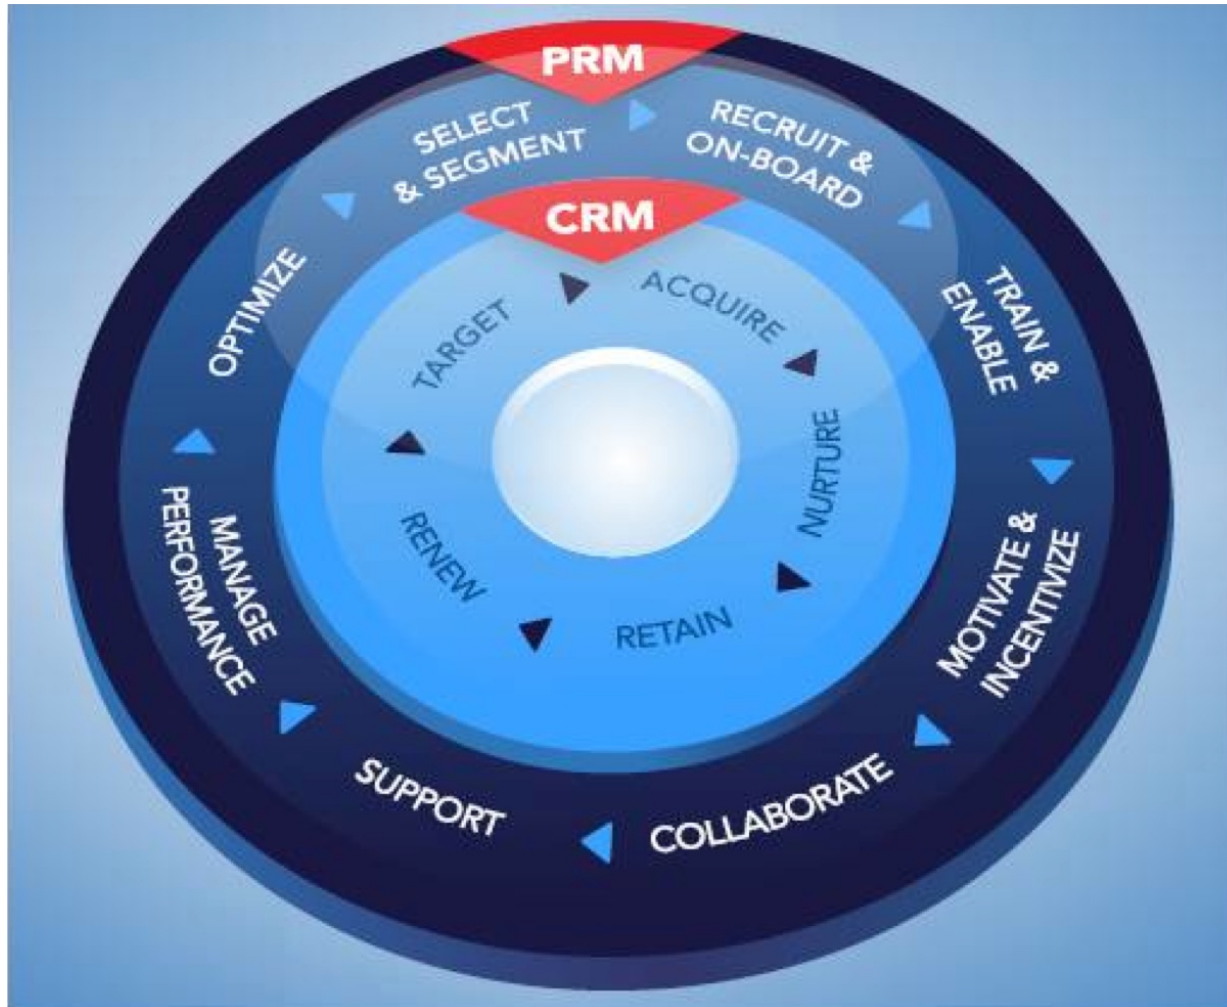 PRM
SELECT
& SEGMENT
RECRUIT &
ON-BOARD
TRAIN &
ENABLE
MOTIVATE &
INCENTIVIZE
COLLABORATE
SUPPORT
MANAGE
PERFORMANCE
OPTIMIZE
CRM
ACQUIRE
NURTURE
RETAIN
RENEW
TARGET